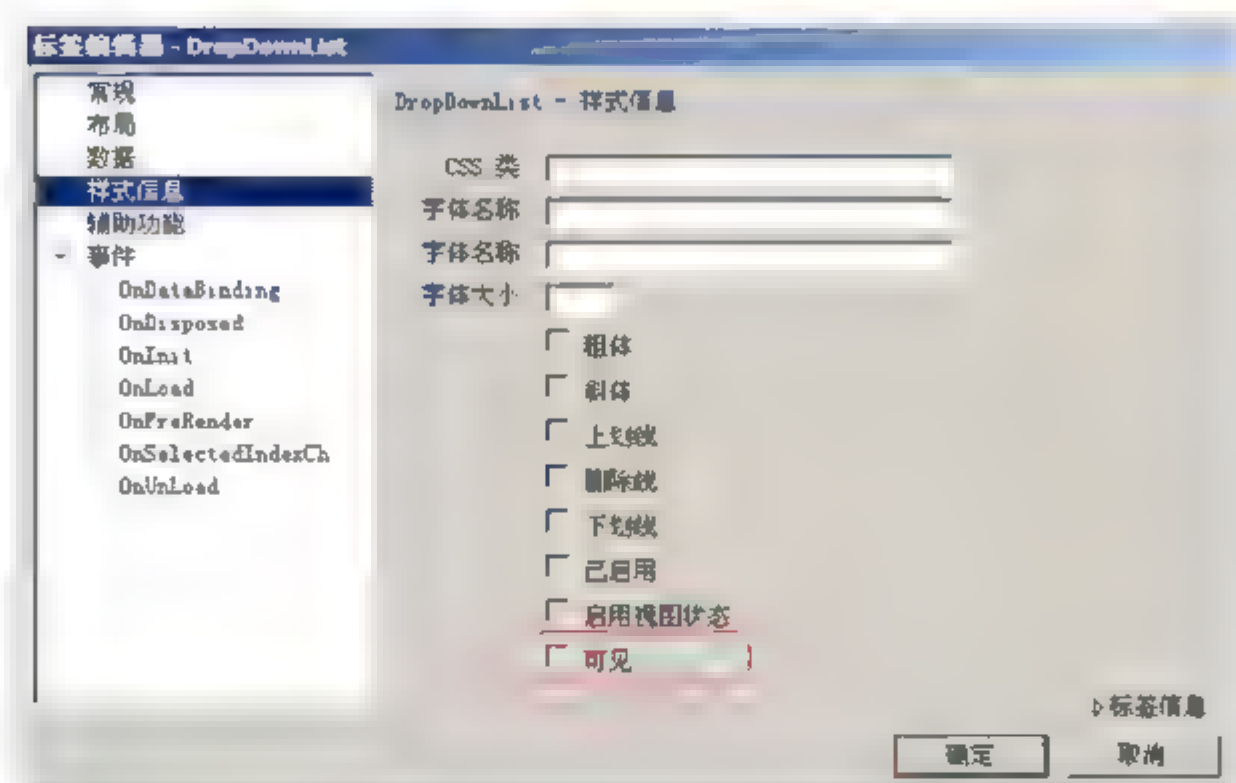 标签编辑器 - DropDownList
常规
布局
数据
样式信息
辅助功能
- 事件
OnDataBinding
OnDisposed
OnInit
OnLoad
OnPreRender
OnSelectedIndexCh
OnUnLoad
DropDownList - 样式信息
CSS 类
字体名称
字体名称
字体大小
粗体
斜体
上划线
删除线
下划线
已启用
启用视图状态
可见
标签信息
确定
取消